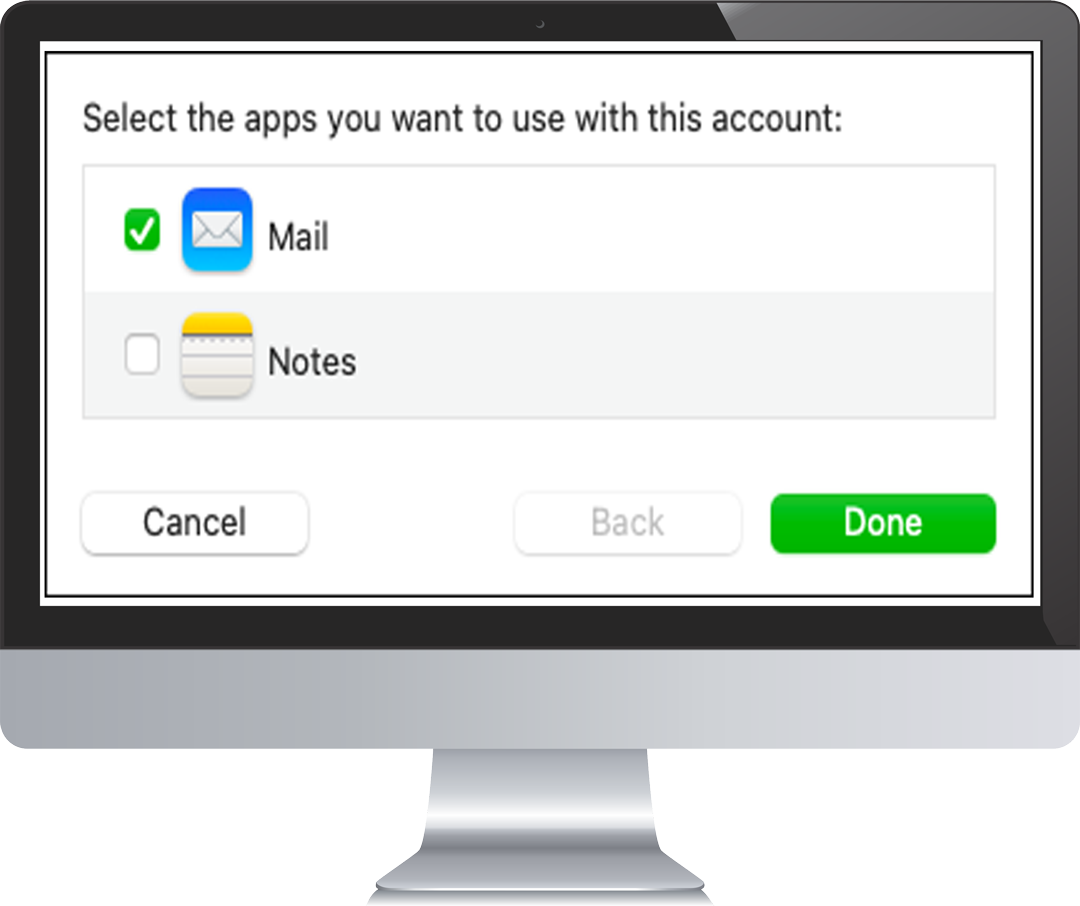 Select the apps you want to use with this account:
Mail
Notes
Cancel
Back
Done